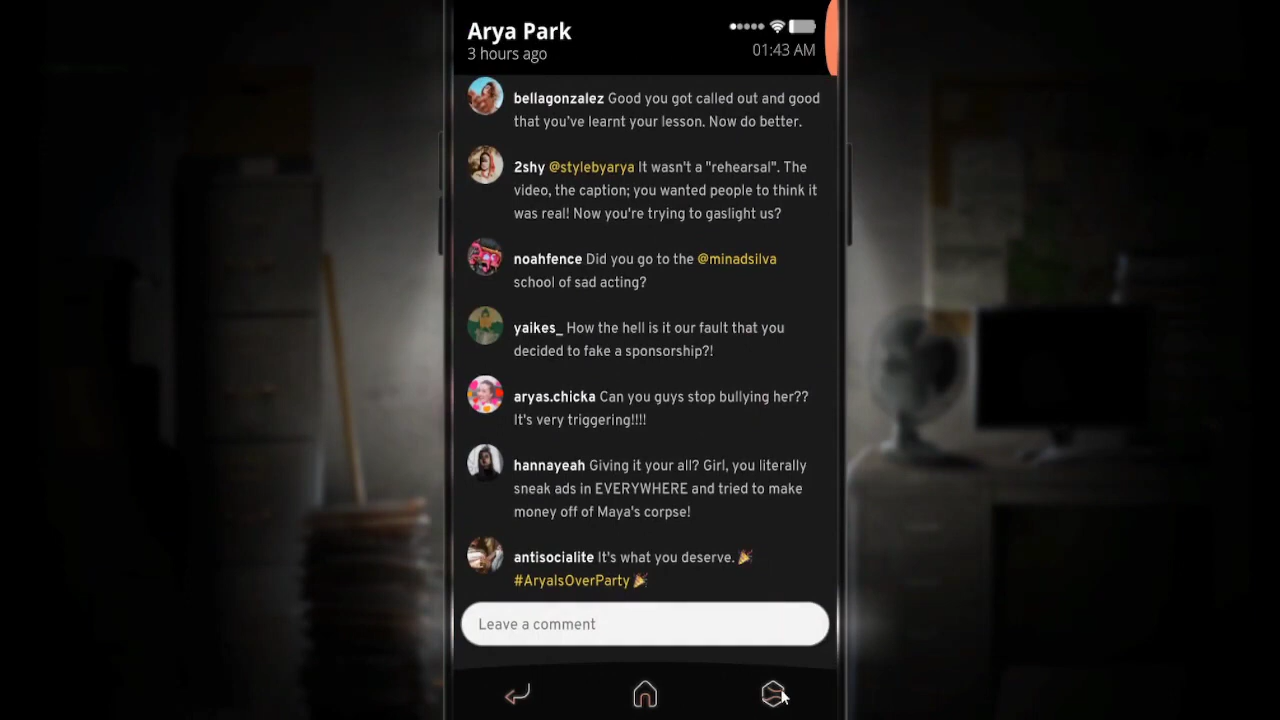 Arya Park
3 hours ago
01:43 AM
bellagonzalez Good you got called out and good
that you've learnt your lesson. Now do better.
2shy @stylebyarya It wasn't a "rehearsal". The
video, the caption; you wanted people to think it
was real! Now you're trying to gaslight us?
noahfence Did you go to the @minadsilva
school of sad acting?
yaikes_ How the hell is it our fault that you
decided to fake a sponsorship?!
aryas.chicka Can you guys stop bullying her??
It's very triggering!!!!
hannayeah Giving it your all? Girl, you literally
sneak ads in EVERYWHERE and tried to make
money off of Maya's corpse!
antisocialite It's what you deserve. 🎉
#AryaIsOverParty 🎉
Leave a comment